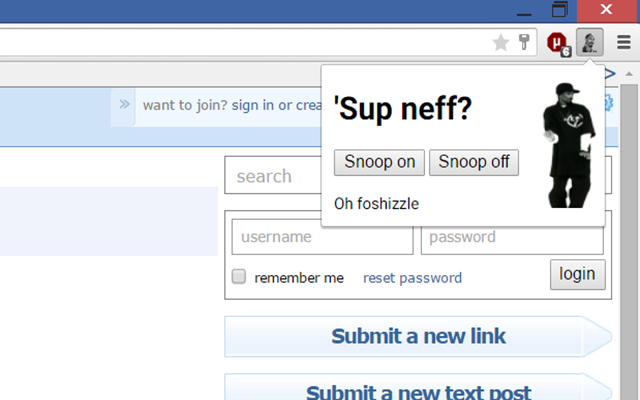 6
want to join? sign in or crea
'Sup neff?
Snoop on Snoop off
Oh foshizzle
search
username password
remember me reset password login
Submit a new link
Submit a new text post